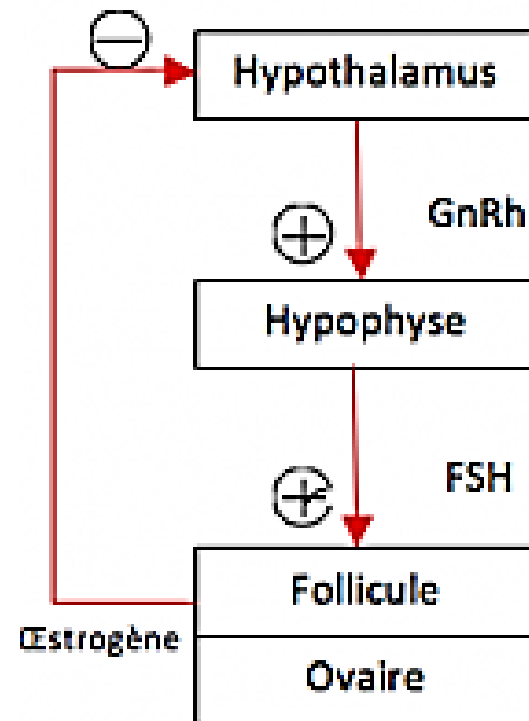 Hypothalamus
GnRh
Hypophyse
FSH
Follicule
Œstrogène
Ovaire